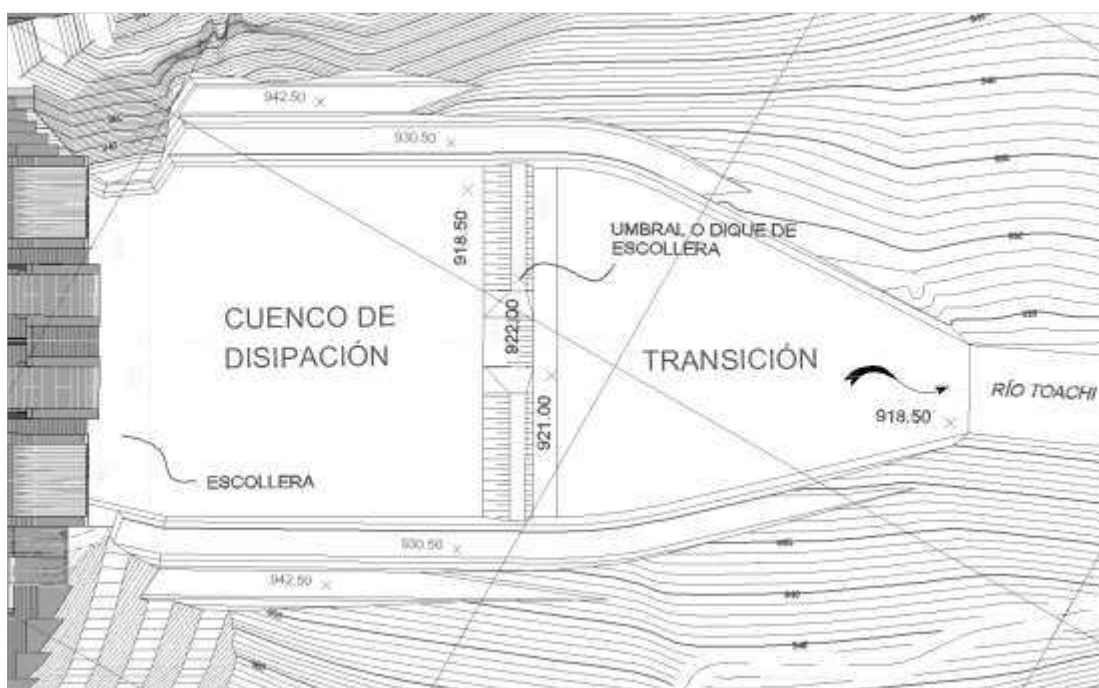 942.50
930.50
918.50
UMBRAL O DIQUE DE
ESCOLLERA
CUENCO DE
DISIPACIÓN
922.00
TRANSICIÓN
RÍO TOACHI
918.50
921.00
ESCOLLERA
930.50
942.50